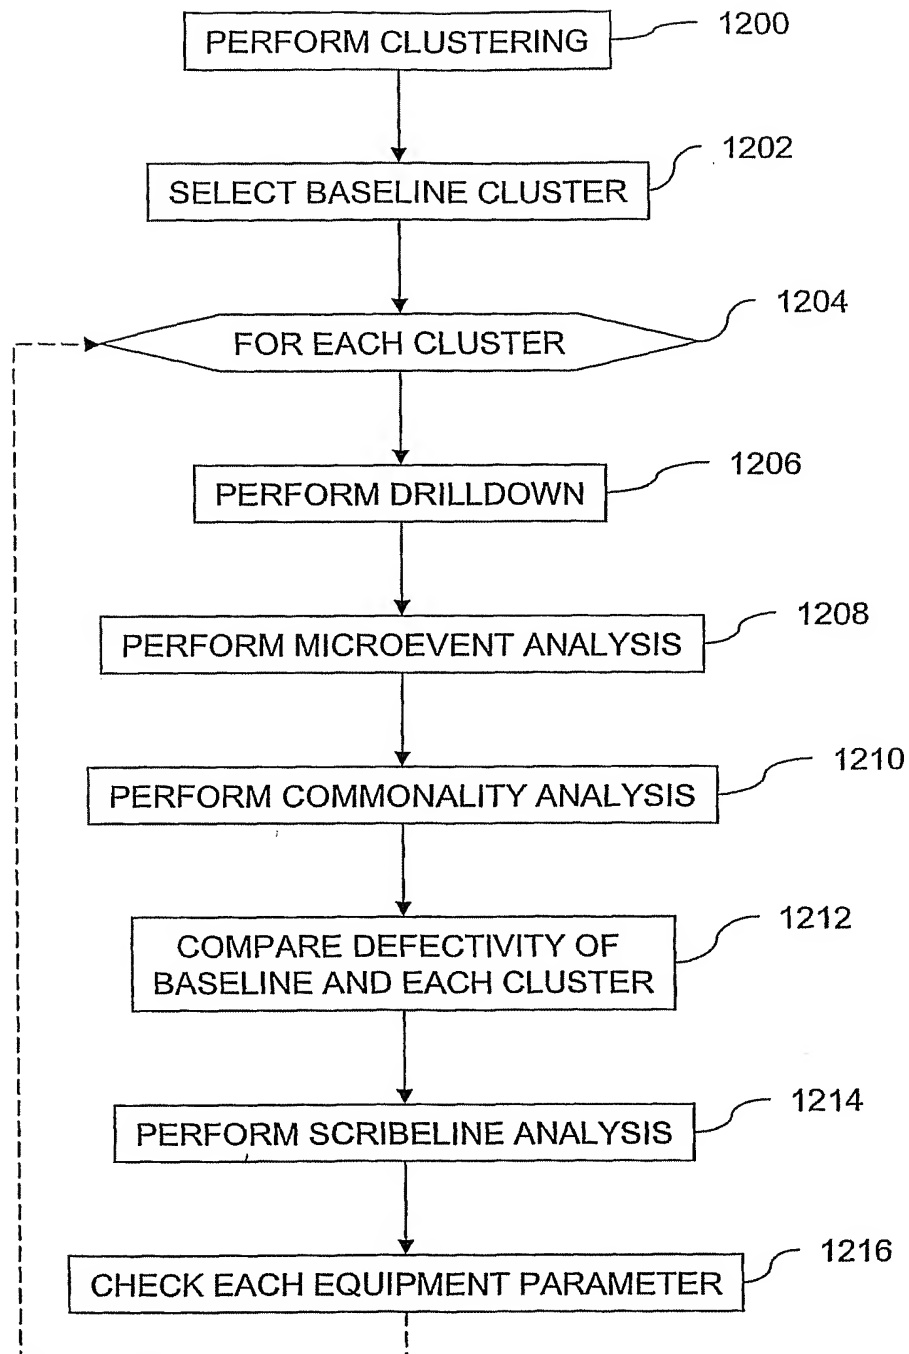 PERFORM CLUSTERING
1200
SELECT BASELINE CLUSTER
1202
FOR EACH CLUSTER
1204
PERFORM DRILLDOWN
1206
PERFORM MICROEVENT ANALYSIS
1208
PERFORM COMMONALITY ANALYSIS
1210
COMPARE DEFECTIVITY OF
BASELINE AND EACH CLUSTER
1212
PERFORM SCRIBELINE ANALYSIS
1214
CHECK EACH EQUIPMENT PARAMETER
1216